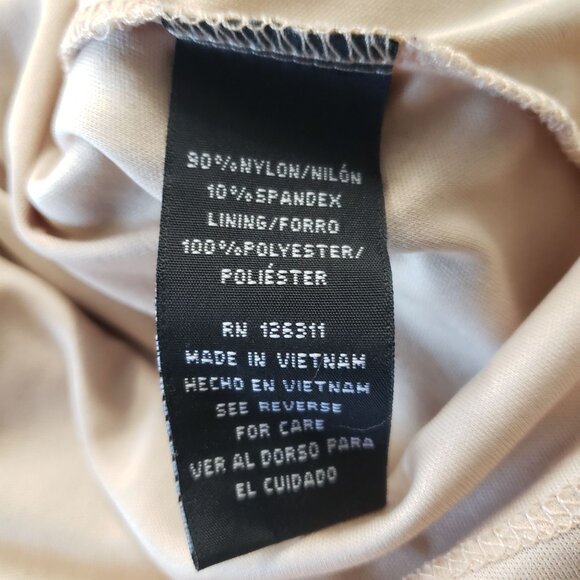 90%NYLON/NILÓN
10%SPANDEX
LINING/FORRO
100%POLYESTER/
POLIÉSTER
RN 126311
MADE IN VIETNAM
HECHO EN VIETNAM
SEE REVERSE
FOR CARE
VER AL DORSO PARA
EL CUIDADO